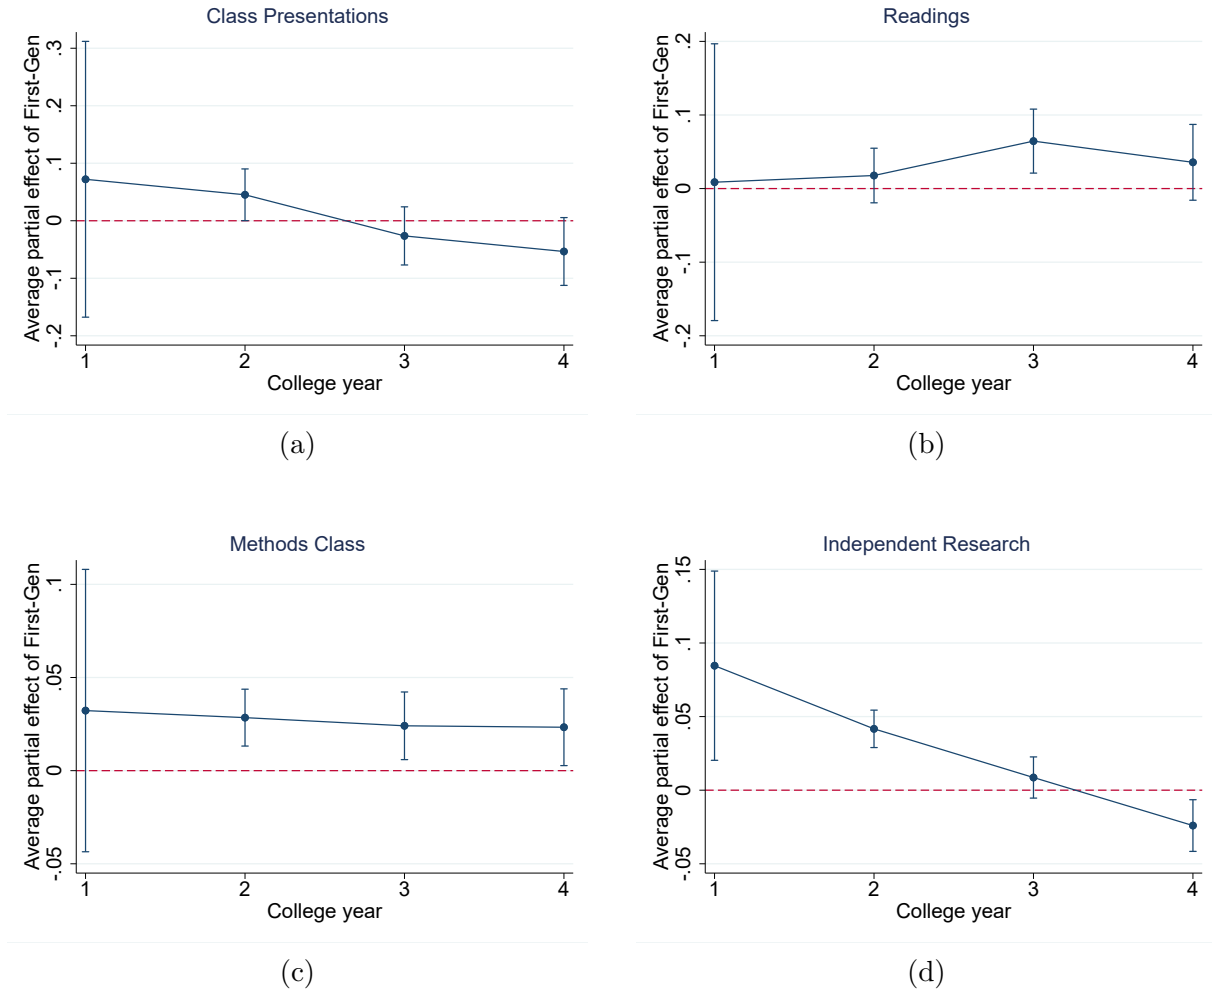 Class Presentations
Average partial effect of First-Gen
.3
.2
.1
0
-.1
-.2
1 2 3 4
College year
(a)
Readings
Average partial effect of First-Gen
.2
.1
0
-.1
-.2
1 2 3 4
College year
(b)
Methods Class
Average partial effect of First-Gen
.1
.05
0
-.05
1 2 3 4
College year
(c)
Independent Research
Average partial effect of First-Gen
.15
.1
.05
0
-.05
1 2 3 4
College year
(d)